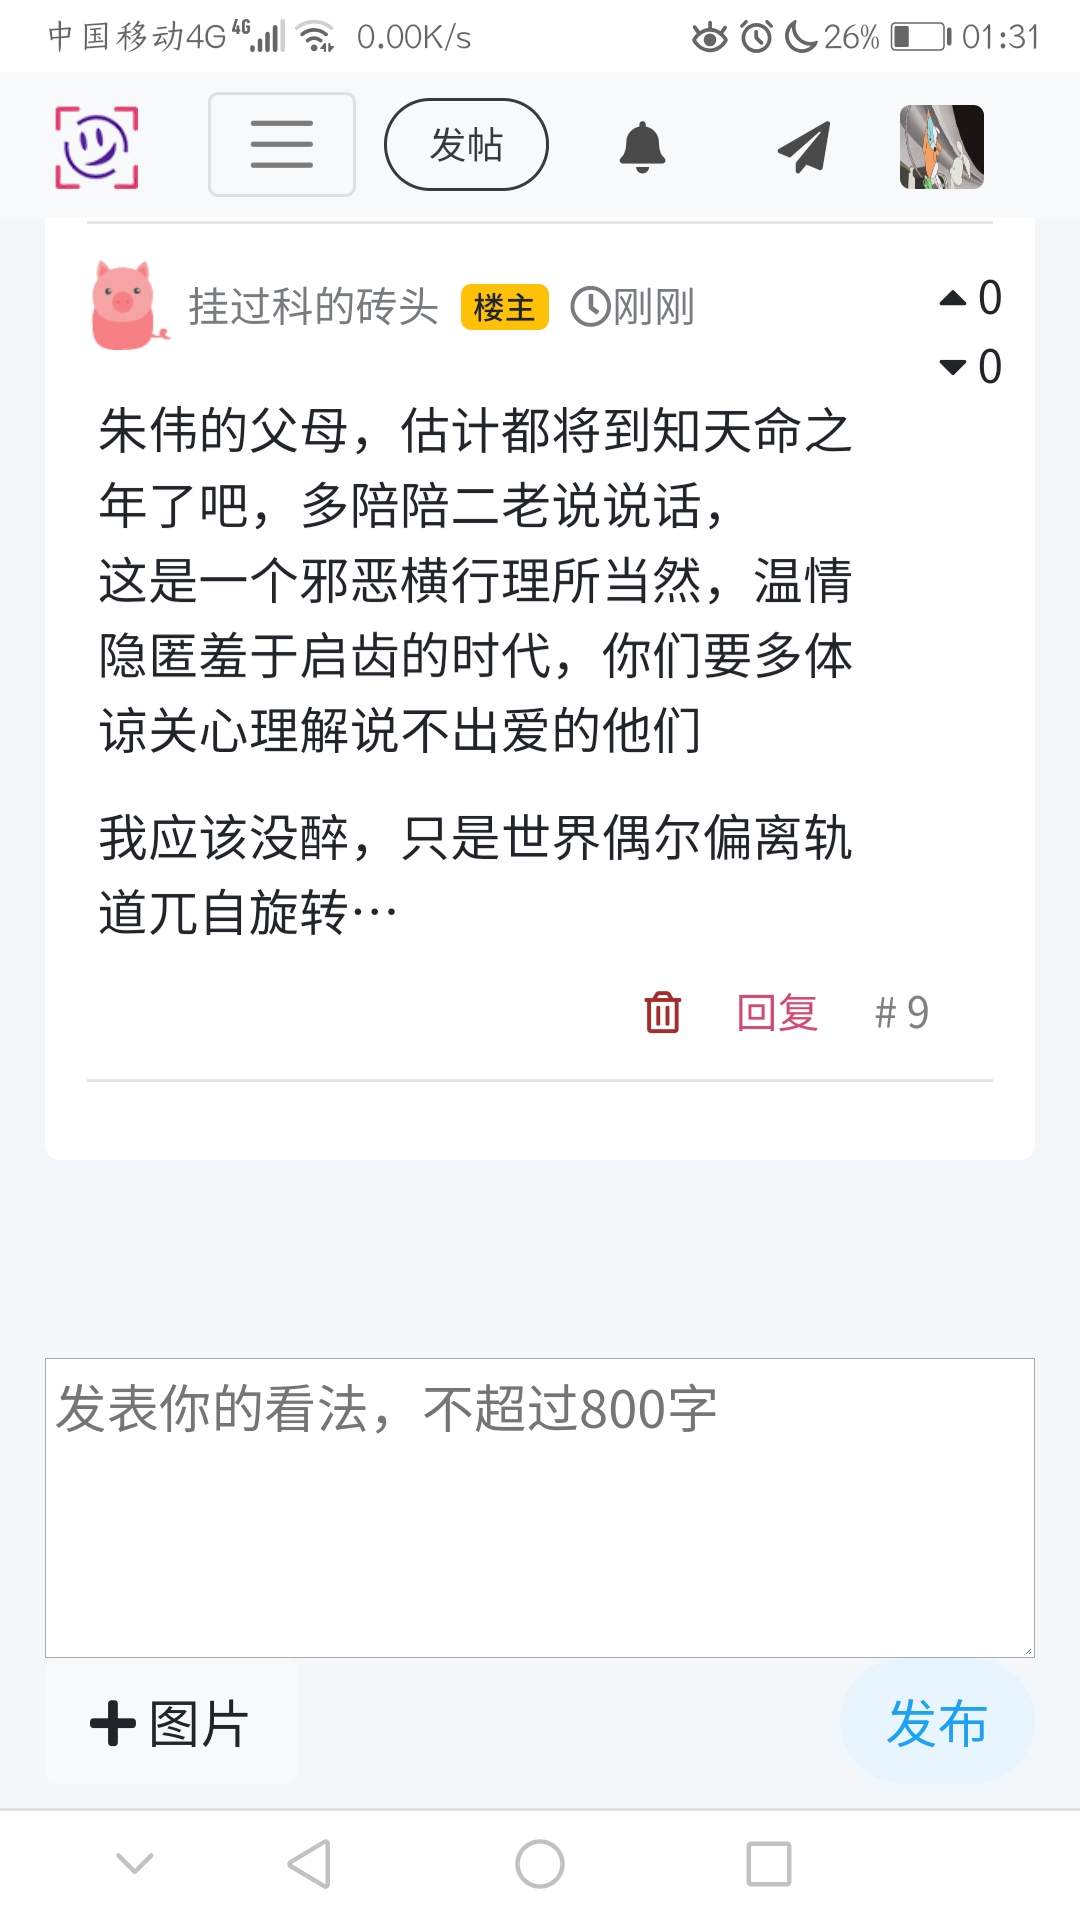 中国移动4G 4G 0.00K/s 26% 01:31
发帖
挂过科的砖头 楼主 刚刚
0
0
朱伟的父母，估计都将到知天命之
年了吧，多陪陪二老说说话，
这是一个邪恶横行理所当然，温情
隐匿羞于启齿的时代，你们要多体
谅关心理解说不出爱的他们
我应该没醉，只是世界偶尔偏离轨
道兀自旋转…
回复 # 9
发表你的看法，不超过800字
图片
发布